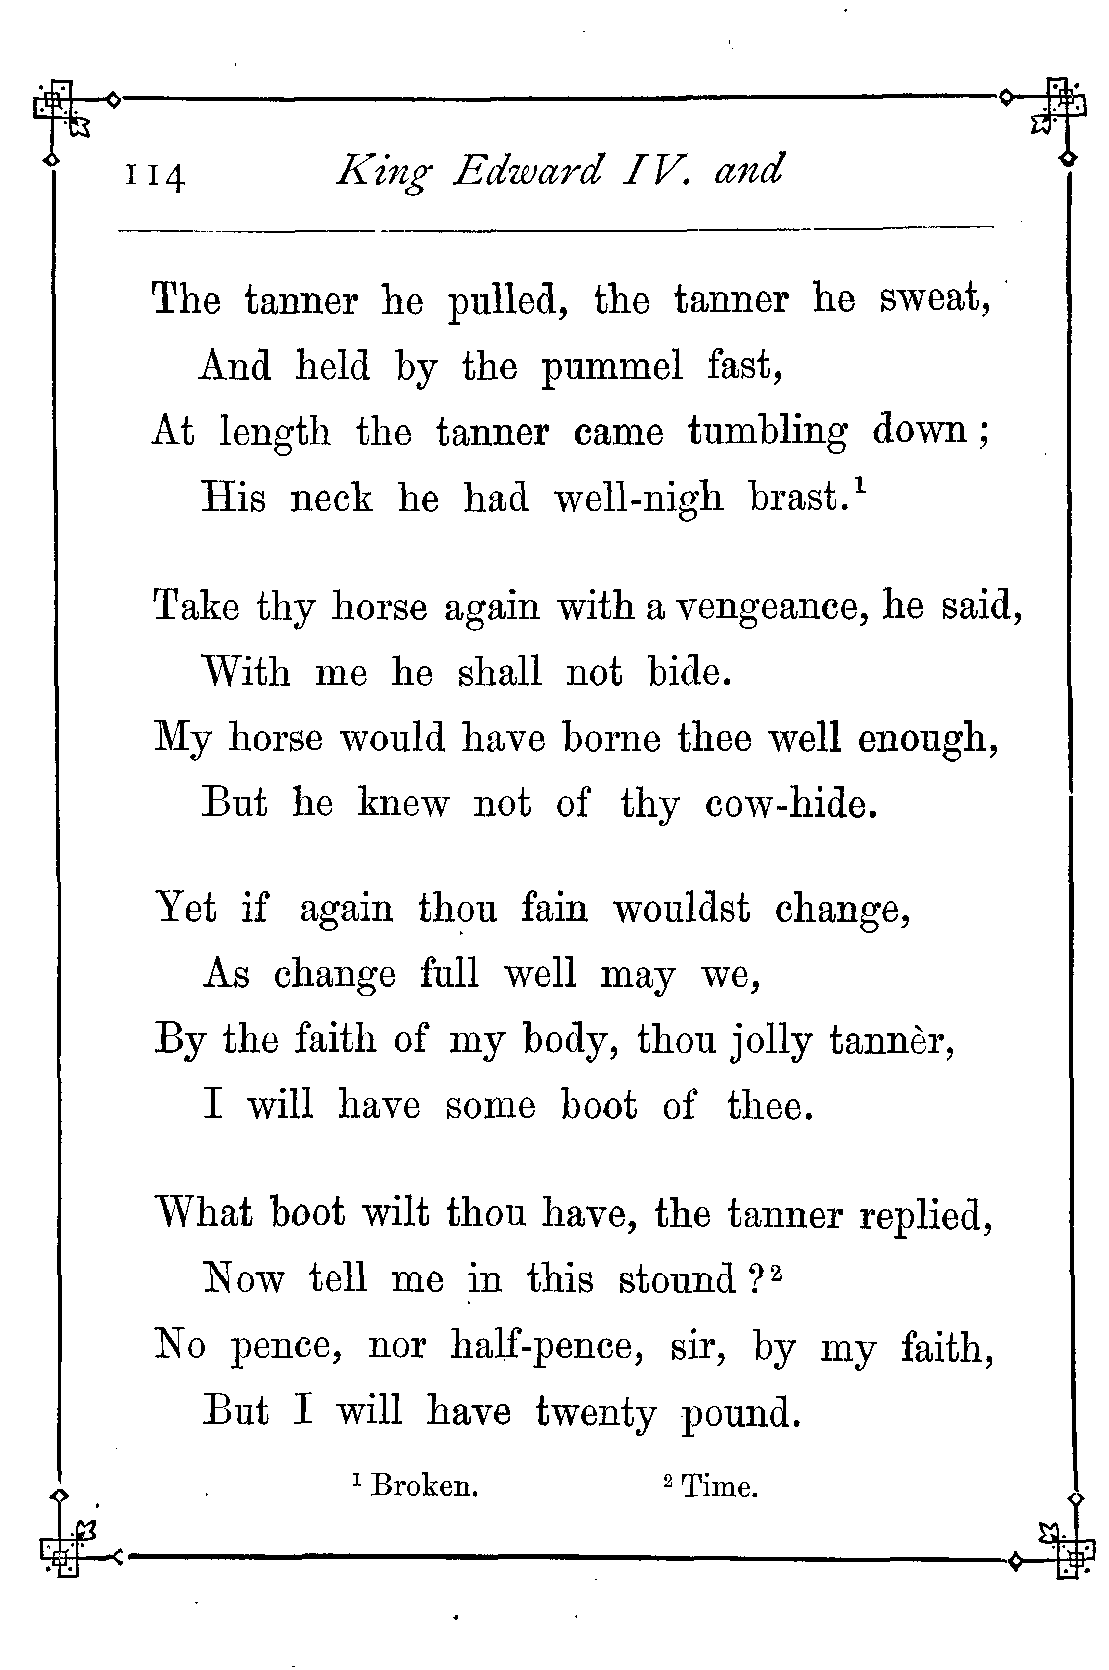 114 King Edward IV. and
The tanner he pulled, the tanner he sweat,
And held by the pummel fast,
At length the tanner came tumbling down ;
His neck he had well-nigh brast.¹
Take thy horse again with a vengeance, he said,
With me he shall not bide.
My horse would have borne thee well enough,
But he knew not of thy cow-hide.
Yet if again thou fain wouldst change,
As change full well may we,
By the faith of my body, thou jolly tannèr,
I will have some boot of thee.
What boot wilt thou have, the tanner replied,
Now tell me in this stound ?²
No pence, nor half-pence, sir, by my faith,
But I will have twenty pound.
¹ Broken. ² Time.